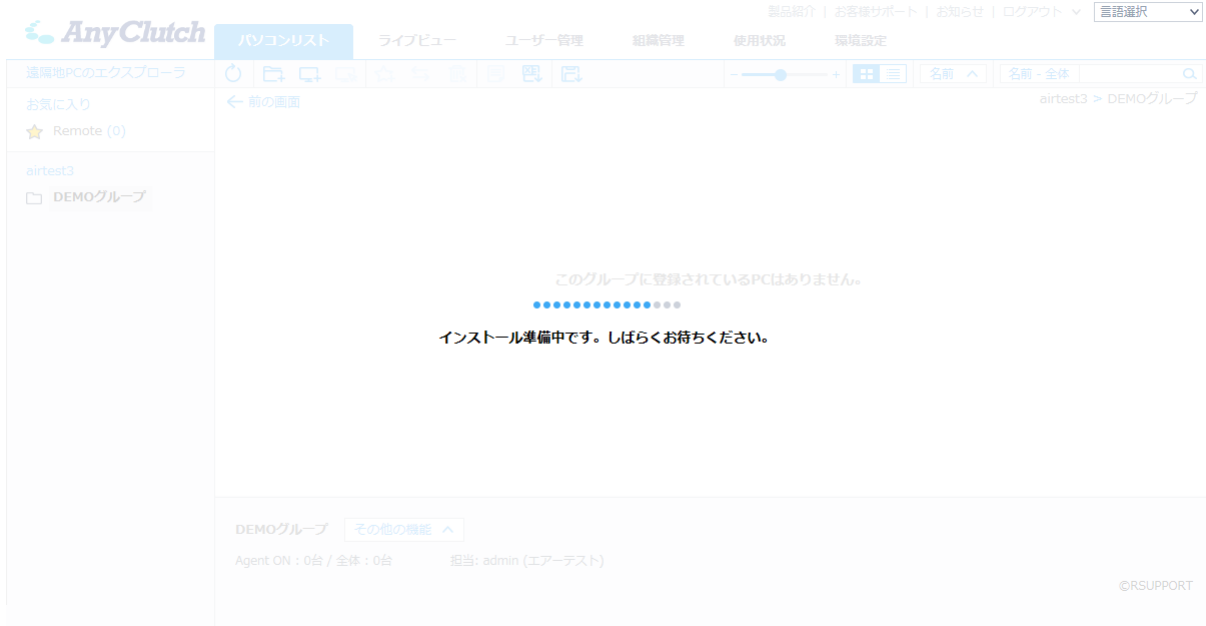 製品紹介 | お客様サポート | お知らせ | ログアウト 言語選択
AnyClutch パソコンリスト ライブビュー ユーザー管理 組織管理 使用状況 環境設定
遠隔地PCのエクスプローラ - + 名前 名前 - 全体
お気に入り ← 前の画面 airtest3 > DEMOグループ
Remote (0)
airtest3
DEMOグループ
このグループに登録されているPCはありません。
インストール準備中です。しばらくお待ちください。
DEMOグループ その他の機能
Agent ON : 0台 / 全体 : 0台 担当: admin (エアーテスト)
©RSUPPORT